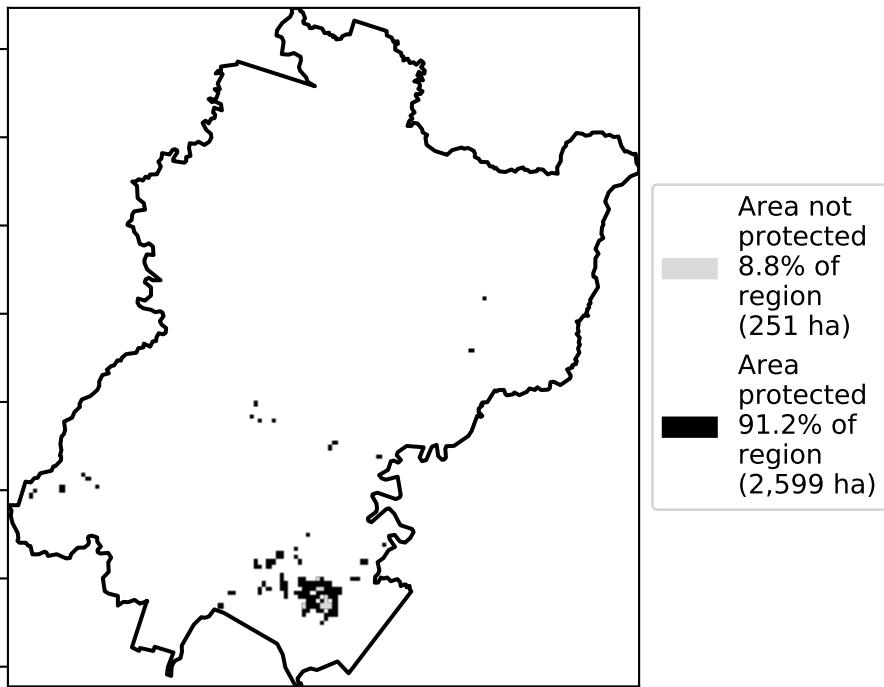 Area not
protected
8.8% of
region
(251 ha)
Area
protected
91.2% of
region
(2,599 ha)